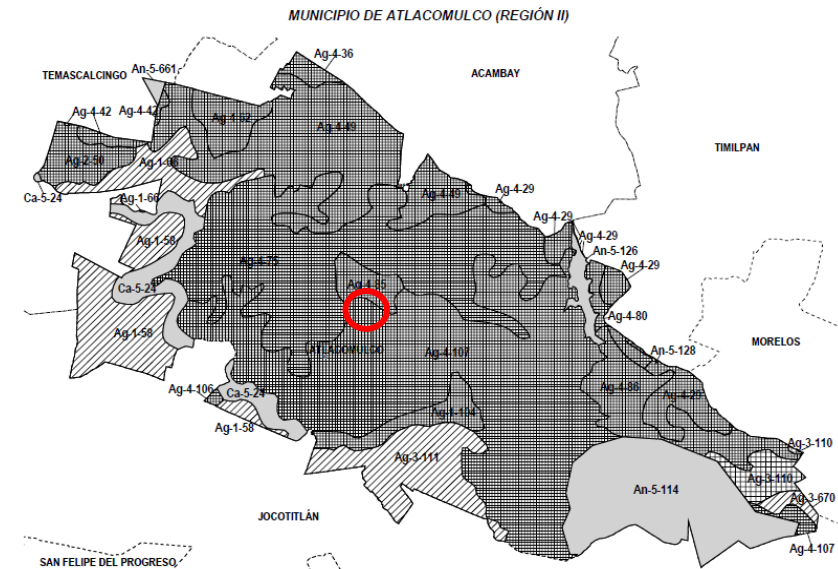 MUNICIPIO DE ATLACOMULCO (REGIÓN II)
Ag-4-36
An-5-661
TEMASCALCINGO
ACAMBAY
Ag-4-42
Ag-4-42
Ag-1-62
Ag-4-49
TIMILPAN
Ag-2-50
Ag-1-66
Ca-5-24
Ag-1-66
Ag-4-49
Ag-4-29
Ag-4-29
Ag-4-29
Ag-1-58
An-5-126
Ag-4-75
Ag-4-29
Ca-5-24
Ag-4-80
Ag-1-58
MORELOS
ATLACOMULCO
Ag-4-107
An-5-128
Ag-4-106
Ca-5-24
Ag-4-86
Ag-4-29
Ag-1-58
Ag-1-104
Ag-3-110
Ag-3-111
Ag-3-110
An-5-114
Ag-3-670
JOCOTITLÁN
Ag-4-107
SAN FELIPE DEL PROGRESO